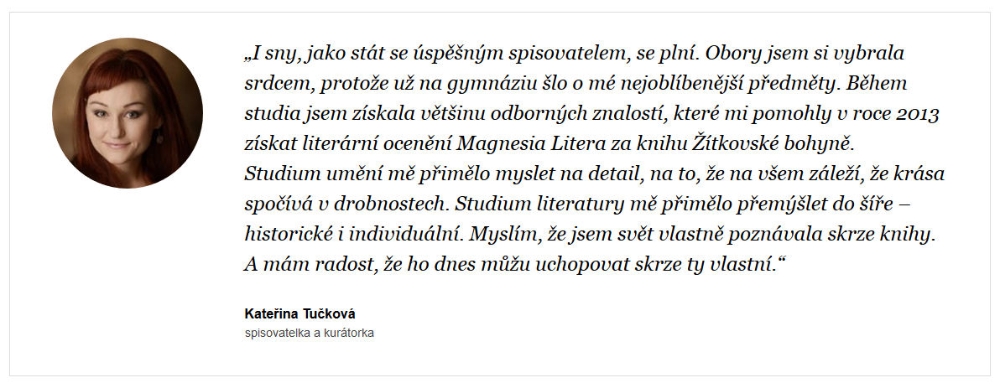 „I sny, jako stát se úspěšným spisovatelem, se plní. Obory jsem si vybrala
srdcem, protože už na gymnáziu šlo o mé nejoblíbenější předměty. Během
studia jsem získala většinu odborných znalostí, které mi pomohly v roce 2013
získat literární ocenění Magnesia Litera za knihu Žítkovské bohyně.
Studium umění mě přimělo myslet na detail, na to, že na všem záleží, že krása
spočívá v drobnostech. Studium literatury mě přimělo přemýšlet do šíře –
historické i individuální. Myslím, že jsem svět vlastně poznávala skrze knihy.
A mám radost, že ho dnes můžu uchopovat skrze ty vlastní.“
Kateřina Tučková
spisovatelka a kurátorka